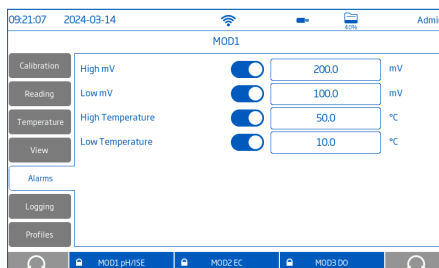 09:21:07 2024-03-14 40% Admi
MOD1
Calibration
Reading
Temperature
View
Alarms
Logging
Profiles
High mV 200.0 mV
Low mV 100.0 mV
High Temperature 50.0 °C
Low Temperature 10.0 °C
MOD1 pH/ISE MOD2 EC MOD3 DO